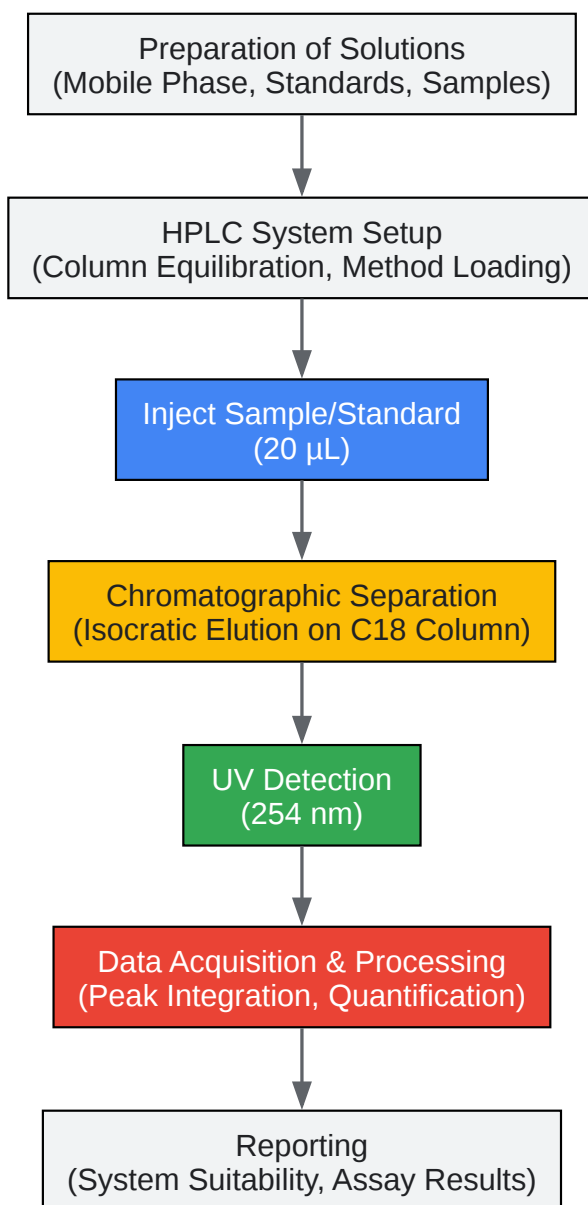 Preparation of Solutions
(Mobile Phase, Standards, Samples)
HPLC System Setup
(Column Equilibration, Method Loading)
Inject Sample/Standard
(20 µL)
Chromatographic Separation
(Isocratic Elution on C18 Column)
UV Detection
(254 nm)
Data Acquisition & Processing
(Peak Integration, Quantification)
Reporting
(System Suitability, Assay Results)